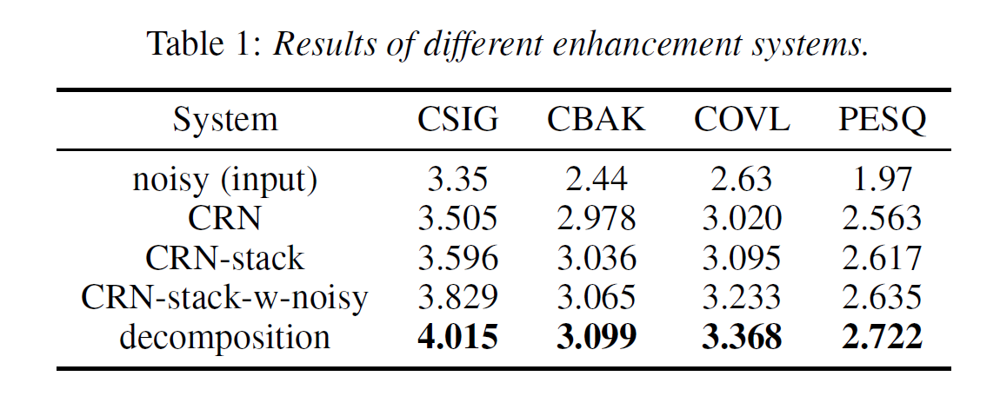 Table 1: Results of different enhancement systems.
System CSIG CBAK COVL PESQ
noisy (input) 3.35 2.44 2.63 1.97
CRN 3.505 2.978 3.020 2.563
CRN-stack 3.596 3.036 3.095 2.617
CRN-stack-w-noisy 3.829 3.065 3.233 2.635
decomposition 4.015 3.099 3.368 2.722